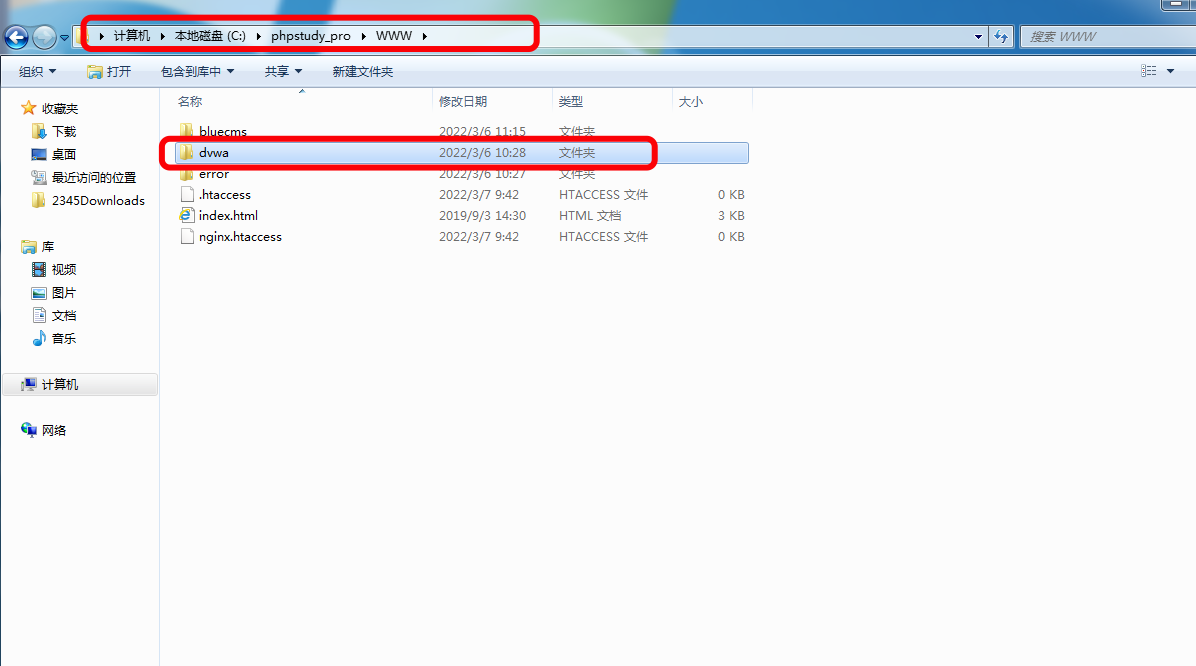 计算机 本地磁盘 (C:) phpstudy_pro WWW 搜索 WWW
组织 打开 包含到库中 共享 新建文件夹
收藏夹
下载
桌面
最近访问的位置
2345Downloads
库
视频
图片
文档
音乐
计算机
网络
名称 修改日期 类型 大小
bluecms 2022/3/6 11:15 文件夹
dvwa 2022/3/6 10:28 文件夹
error 2022/3/6 10:27 文件夹
.htaccess 2022/3/7 9:42 HTACCESS 文件 0 KB
index.html 2019/9/3 14:30 HTML 文档 3 KB
nginx.htaccess 2022/3/7 9:42 HTACCESS 文件 0 KB